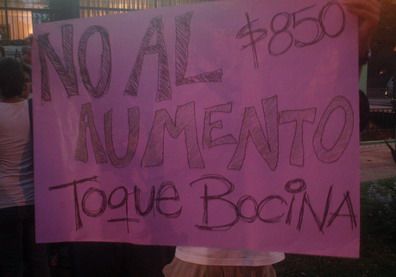 NO AL $850
AUMENTO
TOQUE BOCINA